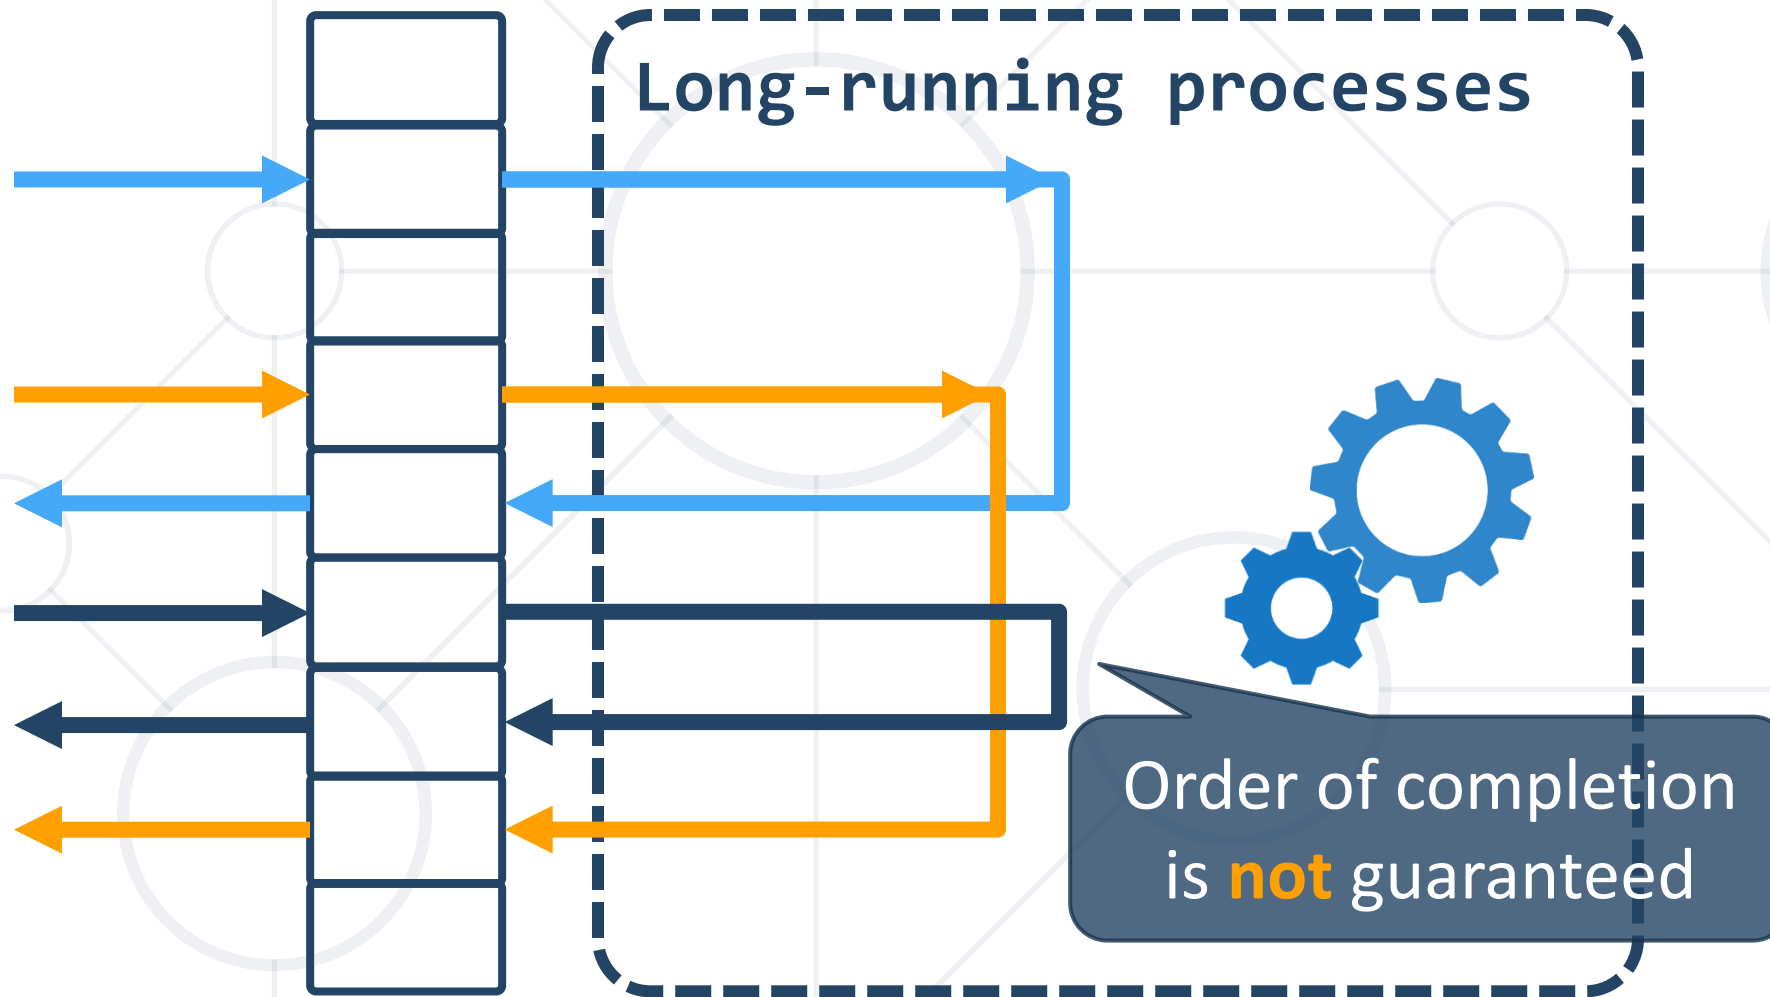 Long-running processes
Order of completion
is not guaranteed